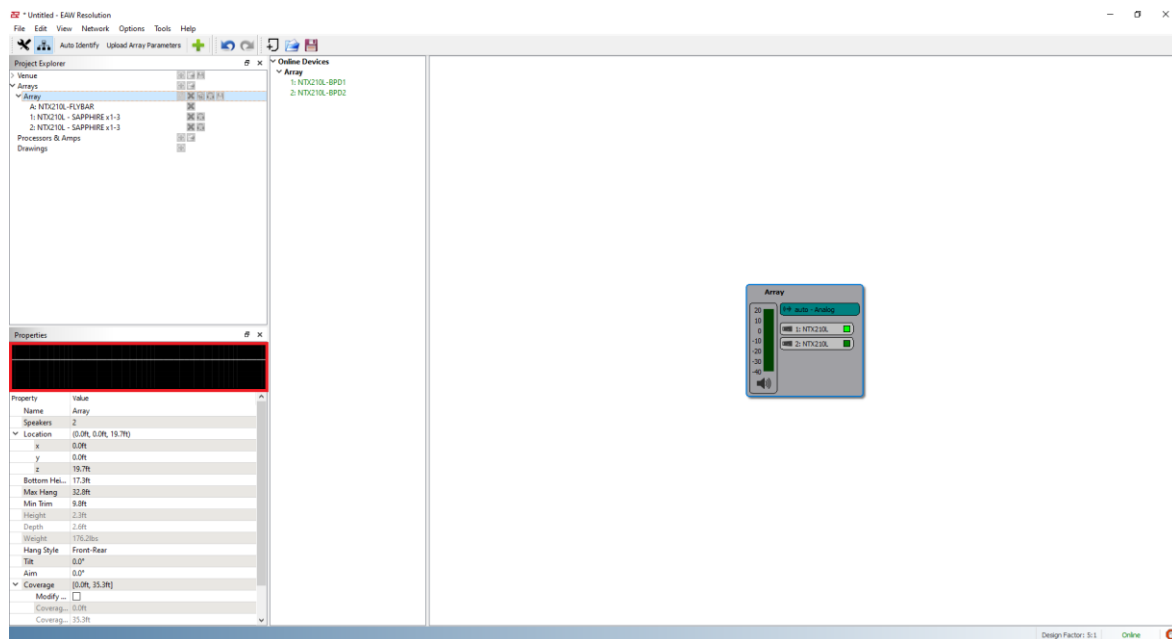 * Untitled - EAW Resolution
File Edit View Network Options Tools Help
Auto Identify Upload Array Parameters
Project Explorer
Venue
Arrays
Array
A: NTX210L-FLYBAR
1: NTX210L - SAPPHIRE x1-3
2: NTX210L - SAPPHIRE x1-3
Processors & Amps
Drawings
Online Devices
Array
1: NTX210L-BPD1
2: NTX210L-BPD2
Array
auto - Analog
1: NTX210L
2: NTX210L
20
10
0
-10
-20
-30
-40
Properties
Property Value
Name Array
Speakers 2
Location (0.0ft, 0.0ft, 19.7ft)
x 0.0ft
y 0.0ft
z 19.7ft
Bottom Hei... 17.3ft
Max Hang 32.8ft
Min Trim 9.8ft
Height 2.3ft
Depth 2.6ft
Weight 176.2lbs
Hang Style Front-Rear
Tilt 0.0°
Aim 0.0°
Coverage [0.0ft, 35.3ft]
Modify ...
Coverag... 0.0ft
Coverag... 35.3ft
Design Factor: 5:1 Online